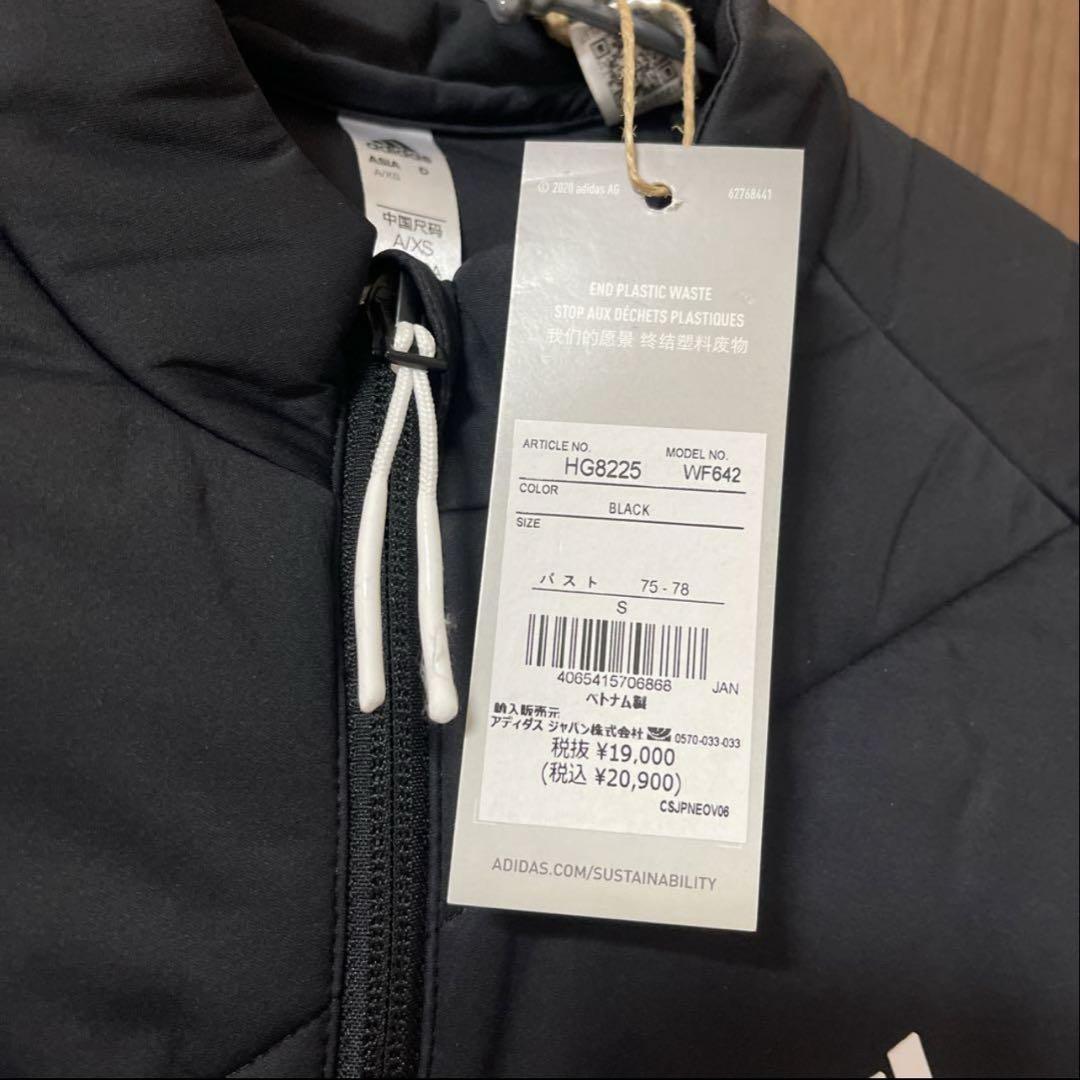 adidas
ASIA D
A/XS
中国尺码
A/XS
© 2020 adidas AG 62768441
END PLASTIC WASTE
STOP AUX DÉCHETS PLASTIQUES
我们的愿景 终结塑料废物
ARTICLE NO. MODEL NO.
HG8225 WF642
COLOR
BLACK
SIZE
バスト 75 - 78
S
4065415706868 JAN
ベトナム製
輸入販売元
アディダス ジャパン株式会社 0570-033-033
税抜 ¥19,000
(税込 ¥20,900)
CSJPNEOV06
ADIDAS.COM/SUSTAINABILITY